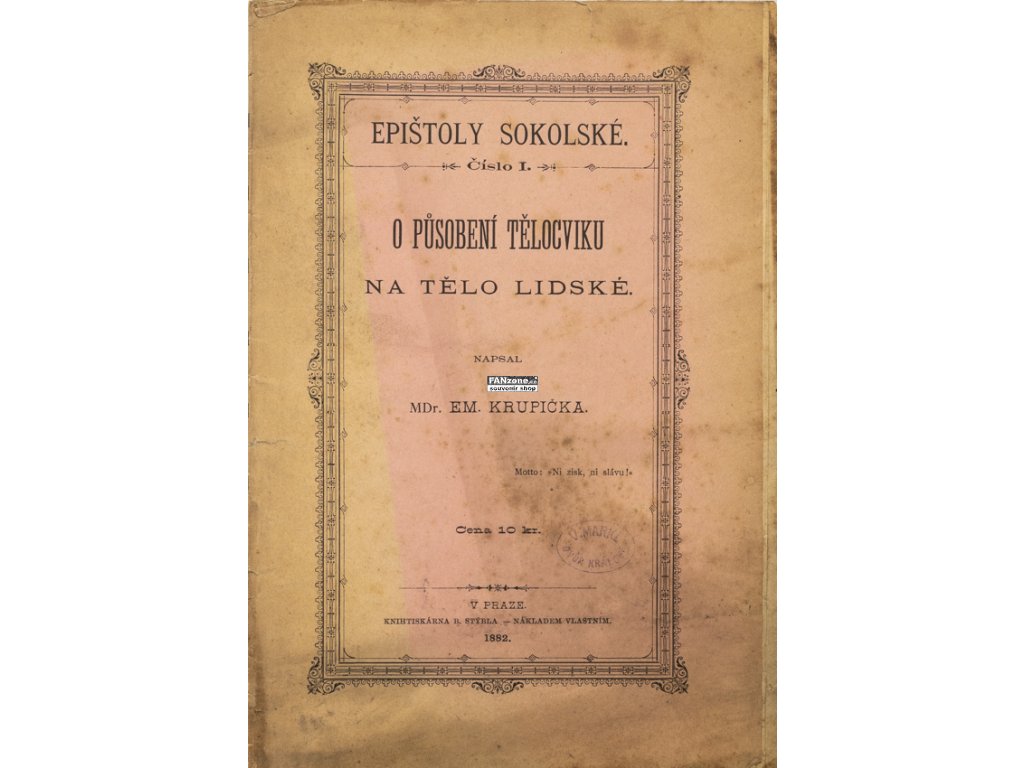 EPIŠTOLY SOKOLSKÉ.
Číslo I.
O PŮSOBENÍ TĚLOCVIKU
NA TĚLO LIDSKÉ.
NAPSAL
FANzone.cz
souvenir shop
MDr. EM. KRUPIČKA.
Motto: »Ni zisk, ni slávu!«
Cena 10 kr.
V PRAZE.
KNIHTISKÁRNA B. STÝBLA. — NÁKLADEM VLASTNÍM.
1882.